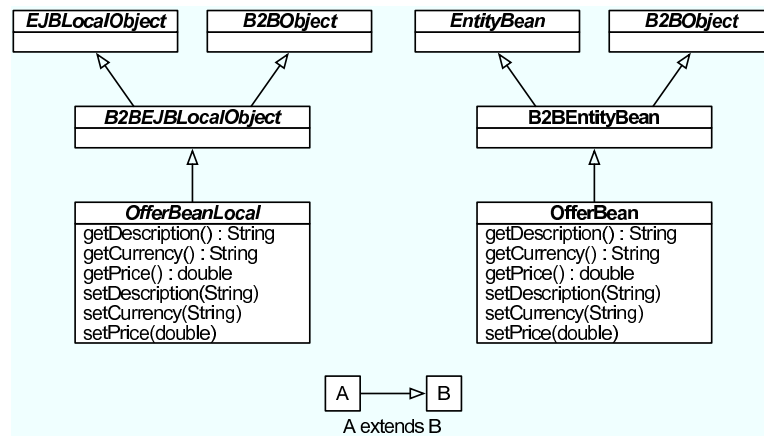 EJBLocalObject
B2BObject
EntityBean
B2BObject
B2BEJBLocalObject
B2BEntityBean
OfferBeanLocal
getDescription() : String
getCurrency() : String
getPrice() : double
setDescription(String)
setCurrency(String)
setPrice(double)
OfferBean
getDescription() : String
getCurrency() : String
getPrice() : double
setDescription(String)
setCurrency(String)
setPrice(double)
A
B
A extends B